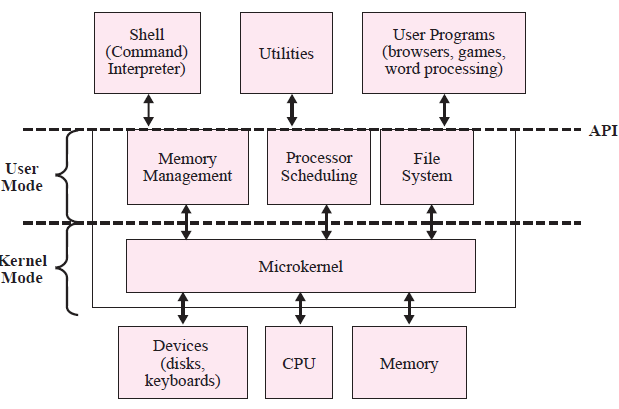 Shell
(Command)
Interpreter)
Utilities
User Programs
(browsers, games,
word processing)
API
User
Mode
Memory
Management
Processor
Scheduling
File
System
Kernel
Mode
Microkernel
Devices
(disks,
keyboards)
CPU
Memory